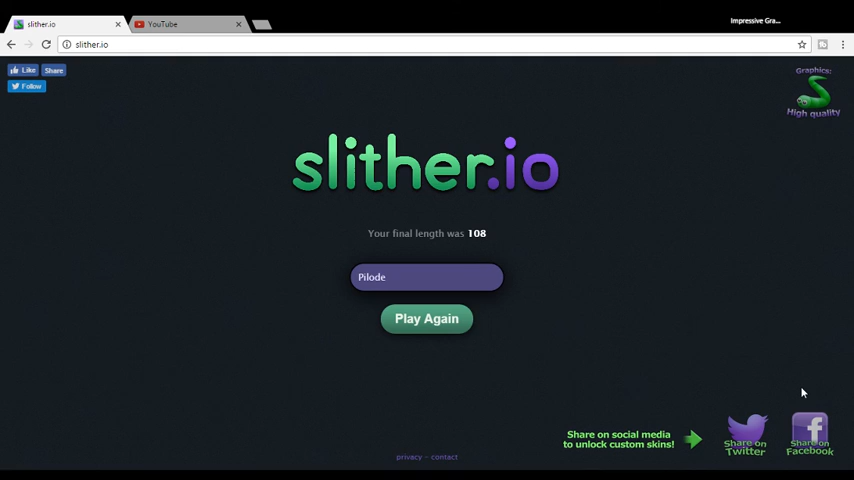 slither.io
YouTube
Impressive Gra...
slither.io
Like
Share
Follow
Graphics:
High quality
slither.io
Your final length was 108
Pilode
Play Again
Share on social media
to unlock custom skins!
Share on
Twitter
Share on
Facebook
privacy - contact